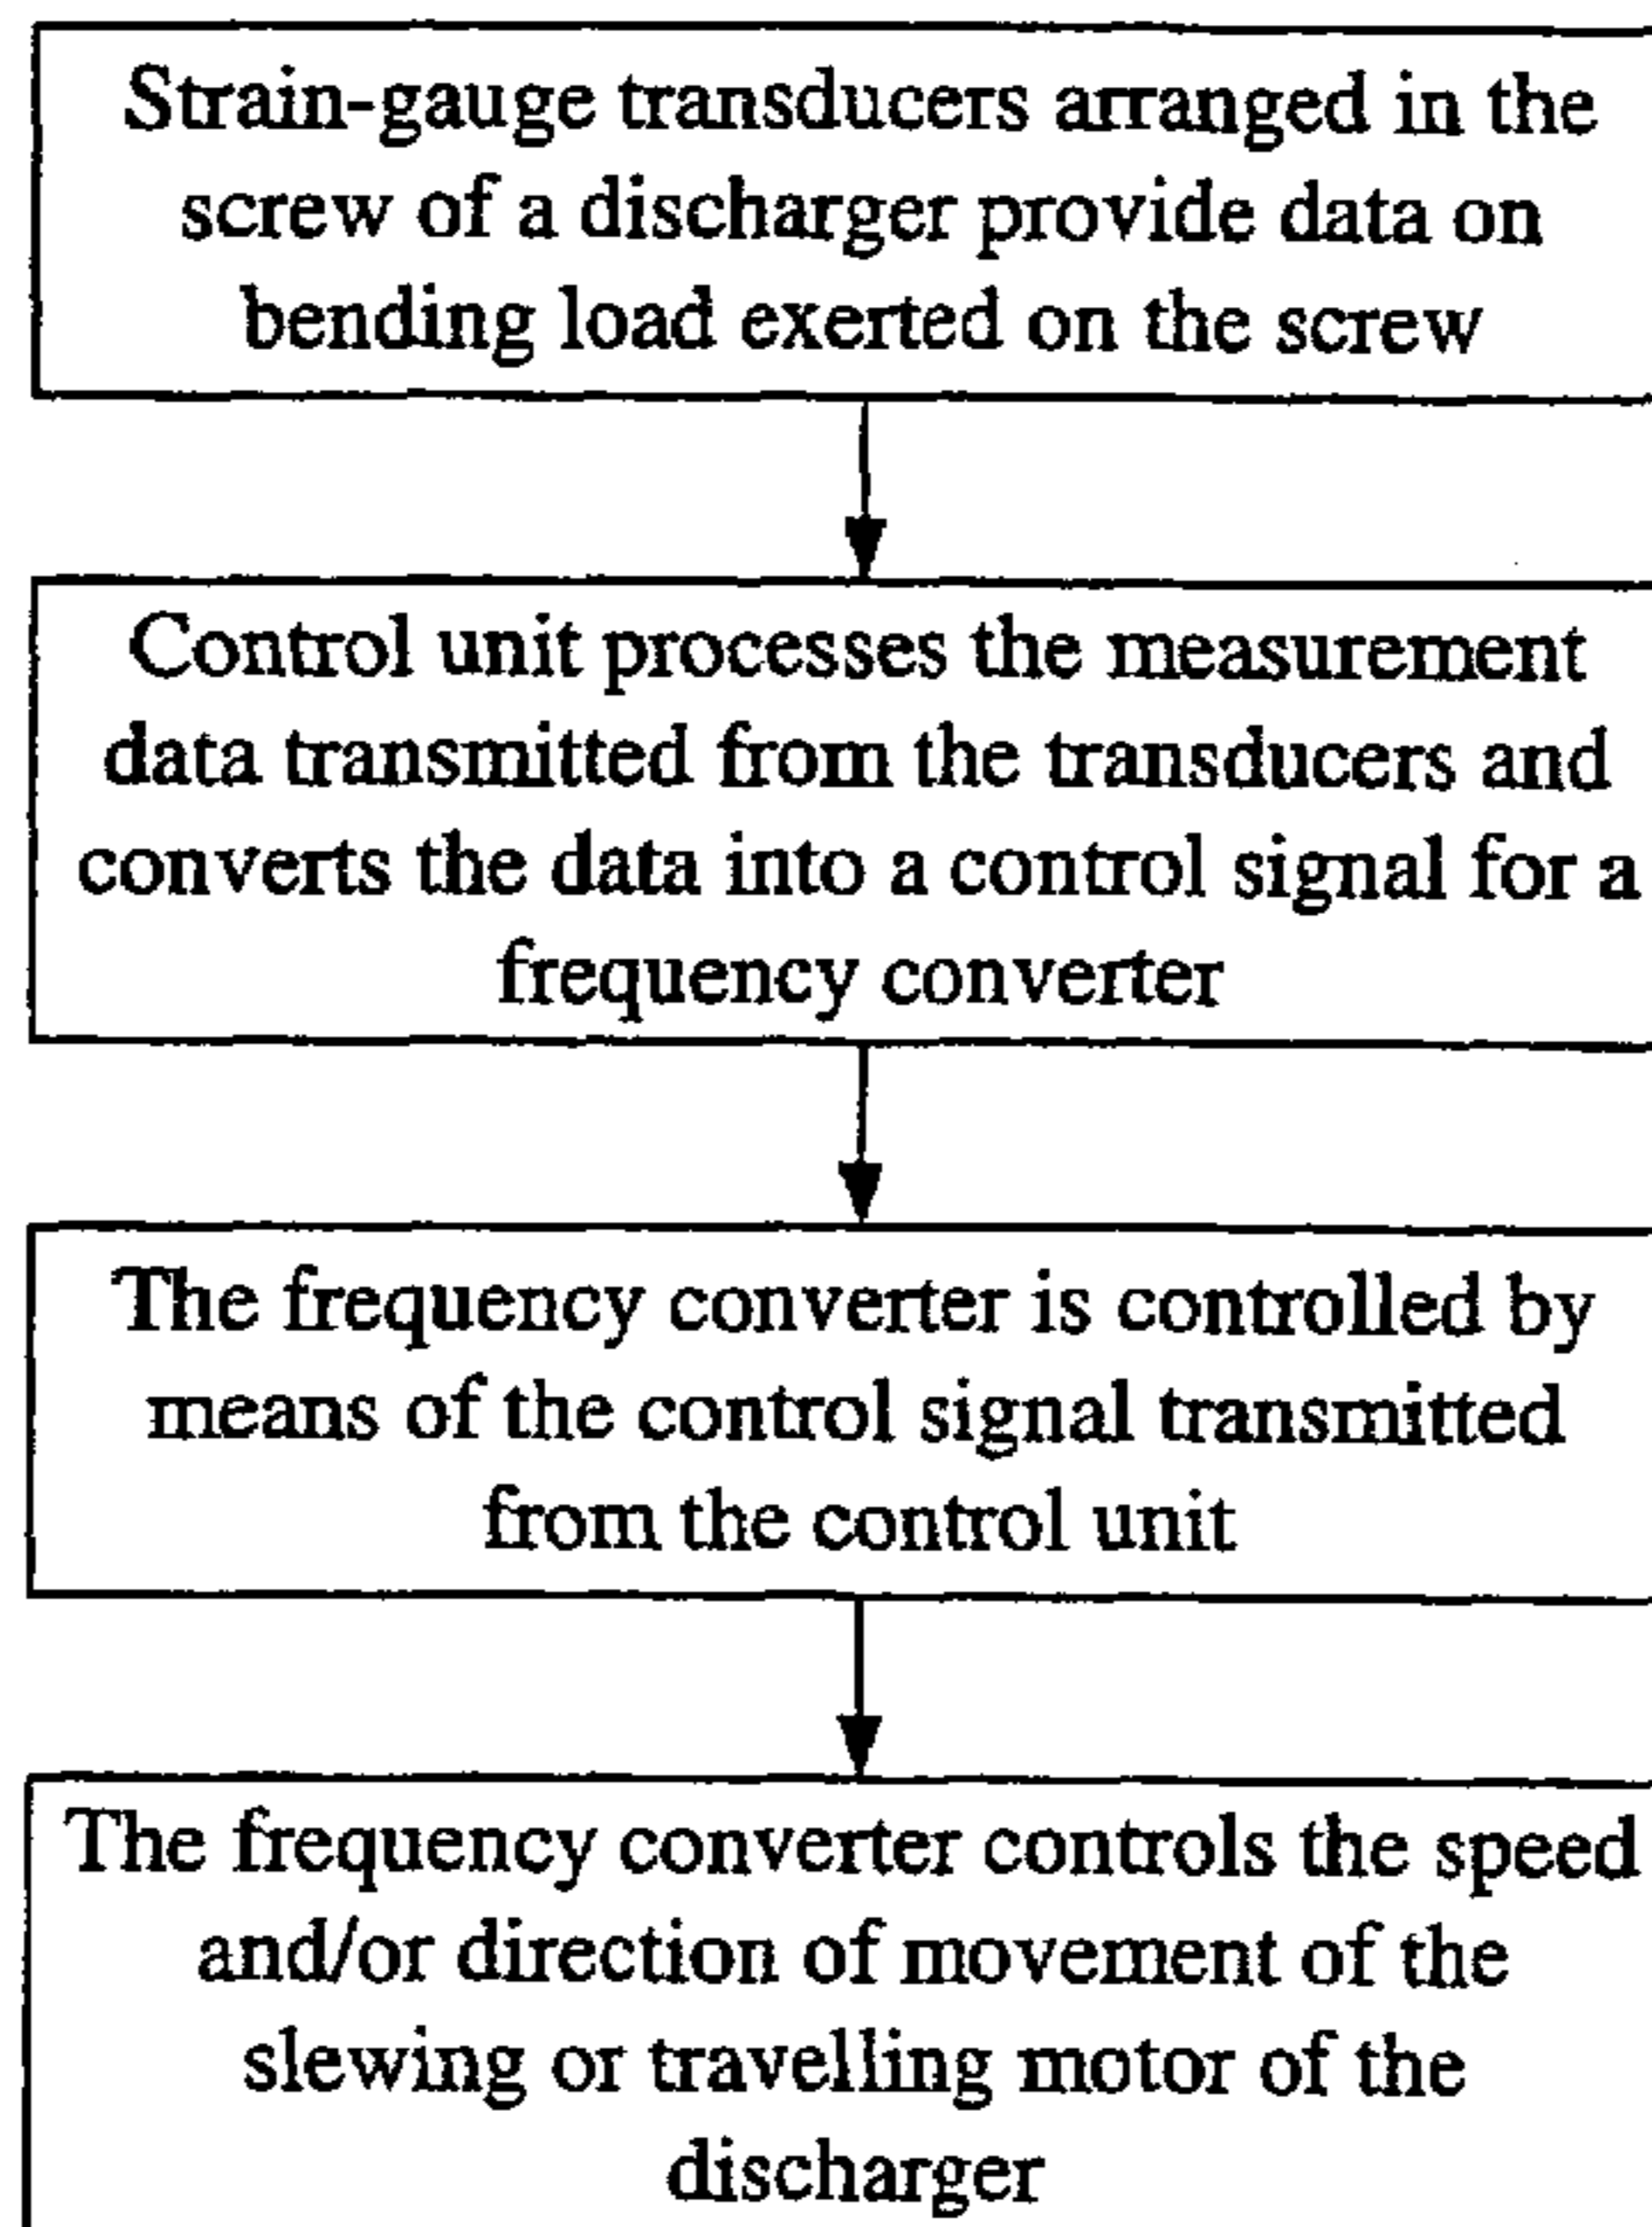 Strain-gauge transducers arranged in the
screw of a discharger provide data on
bending load exerted on the screw
Control unit processes the measurement
data transmitted from the transducers and
converts the data into a control signal for a
frequency converter
The frequency converter is controlled by
means of the control signal transmitted
from the control unit
The frequency converter controls the speed
and/or direction of movement of the
slewing or travelling motor of the
discharger